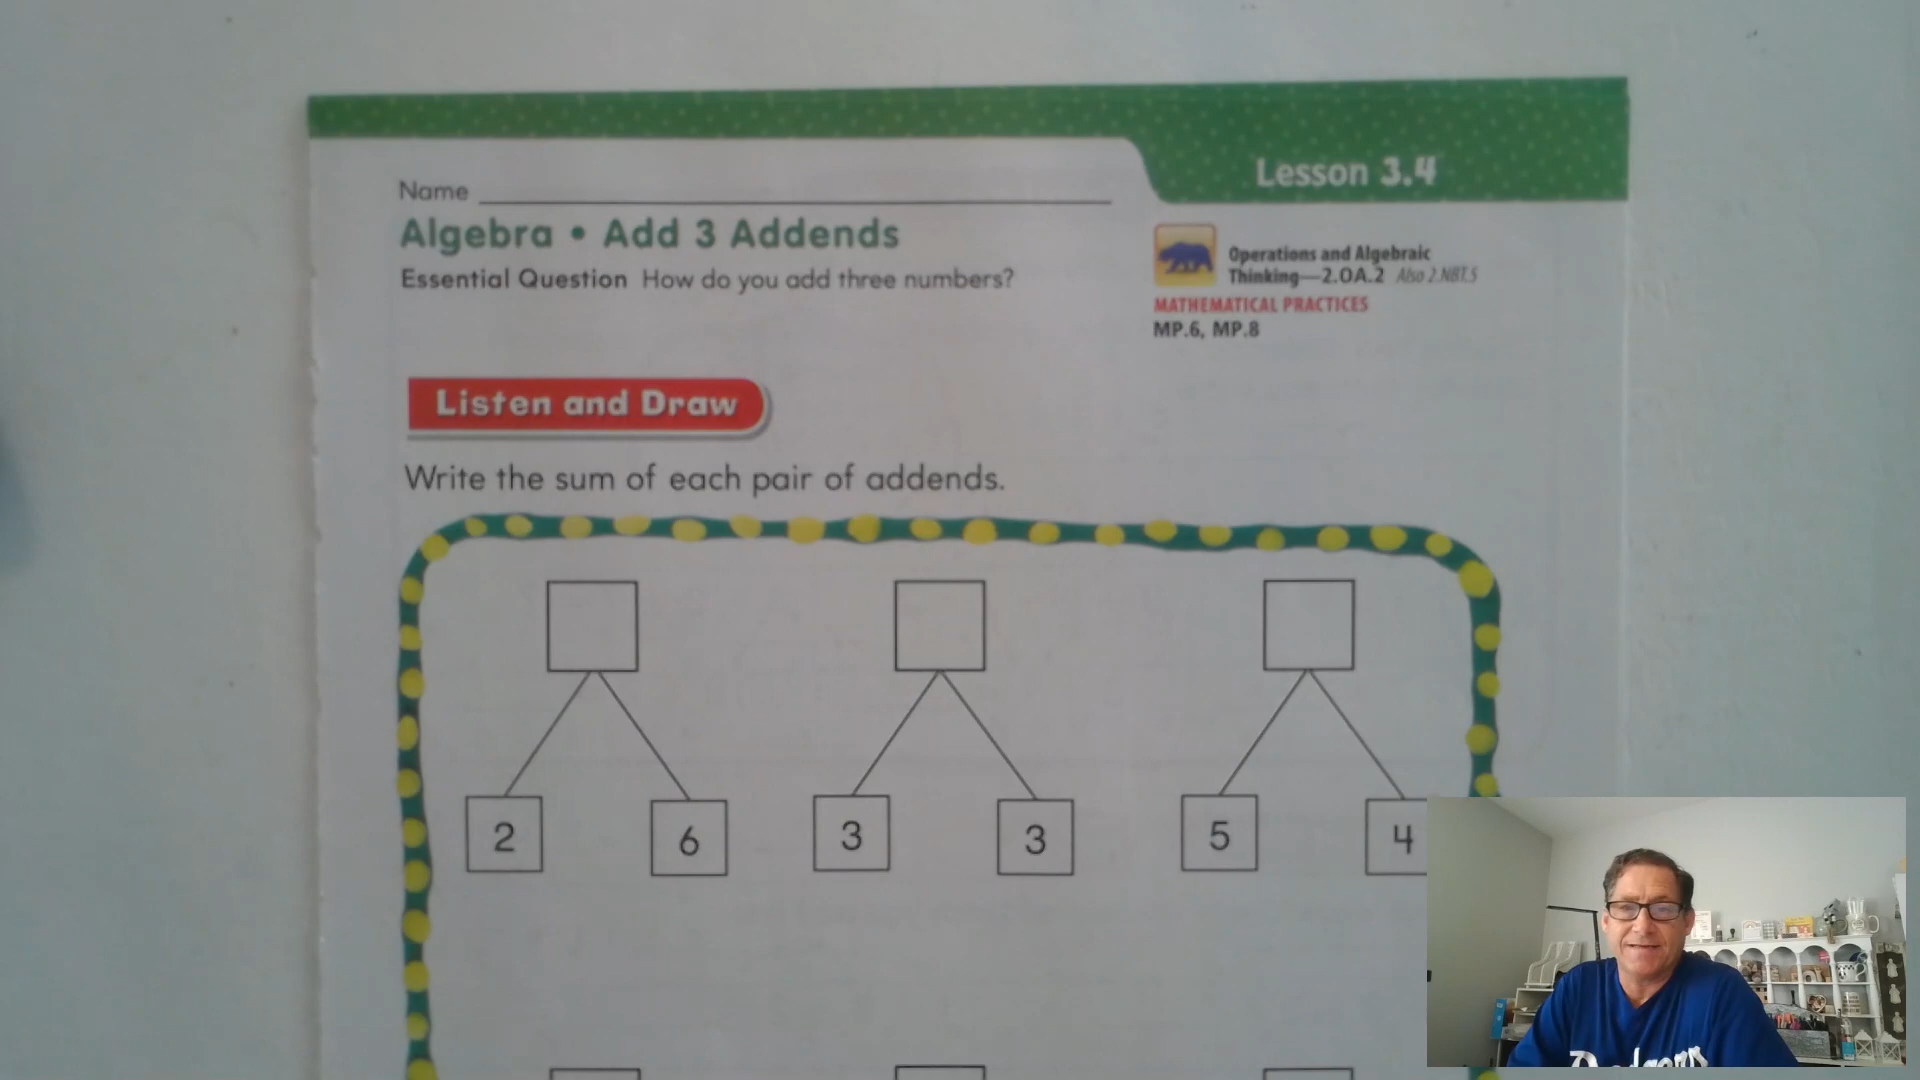 Lesson 3.4
Name
Algebra • Add 3 Addends
Essential Question How do you add three numbers?
Operations and Algebraic
Thinking—2.OA.2 Also 2.NBT.5
MATHEMATICAL PRACTICES
MP.6, MP.8
Listen and Draw
Write the sum of each pair of addends.
2 6 3 3 5 4
Dodgers